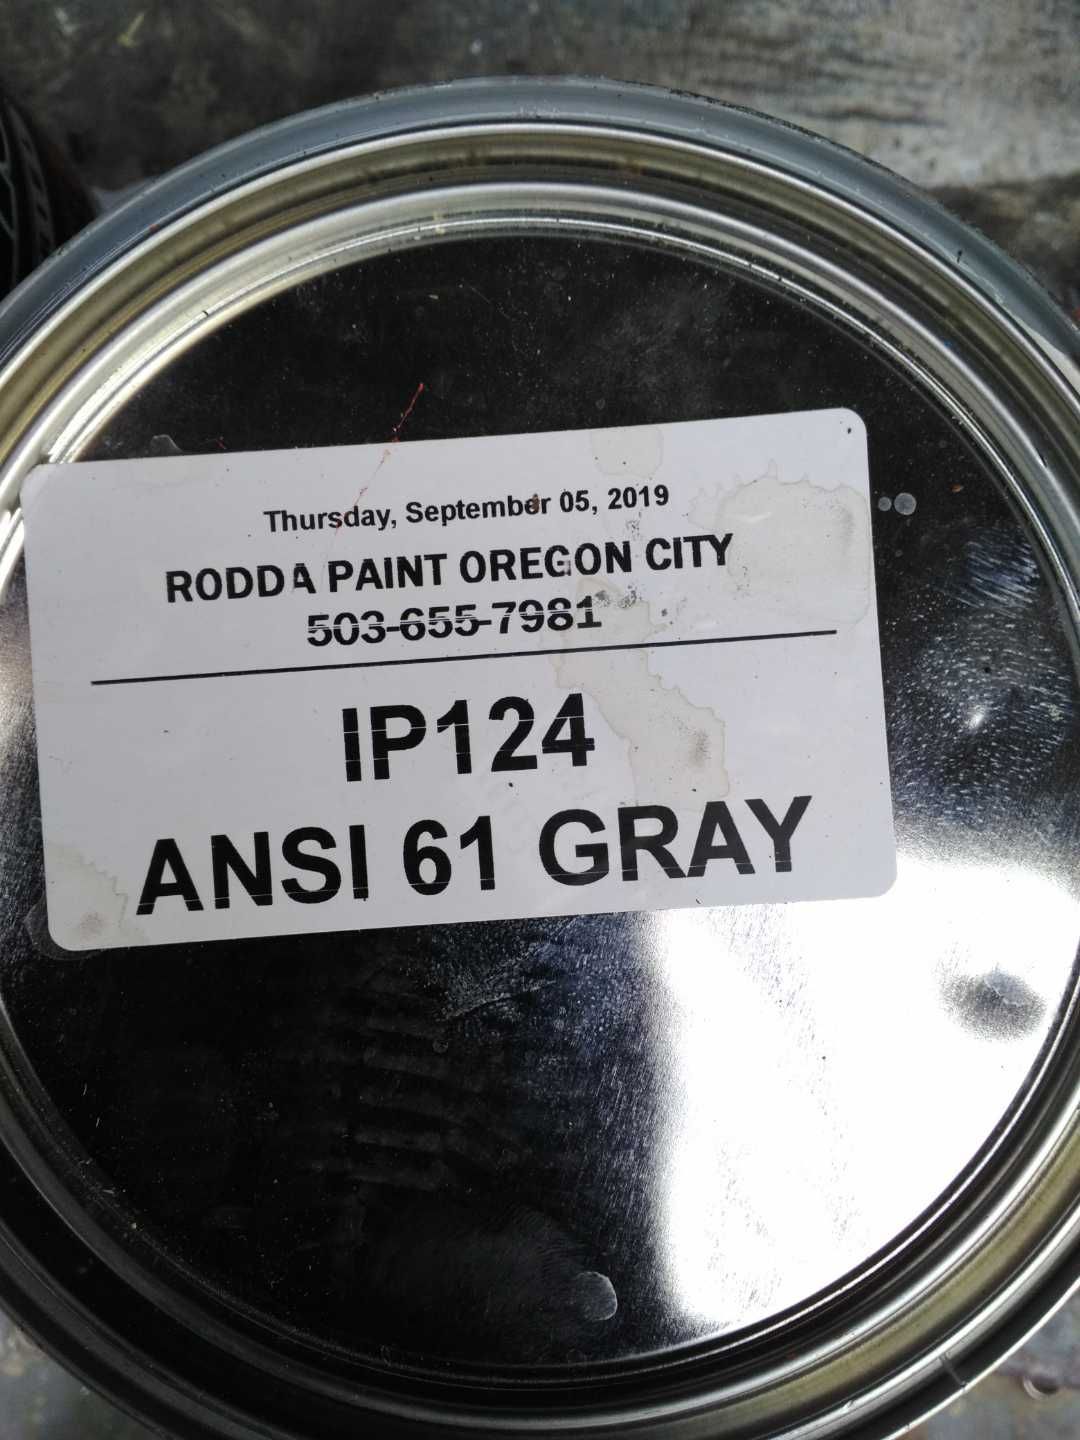 Thursday, September 05, 2019
RODDA PAINT OREGON CITY
503-655-7981
IP124
ANSI 61 GRAY